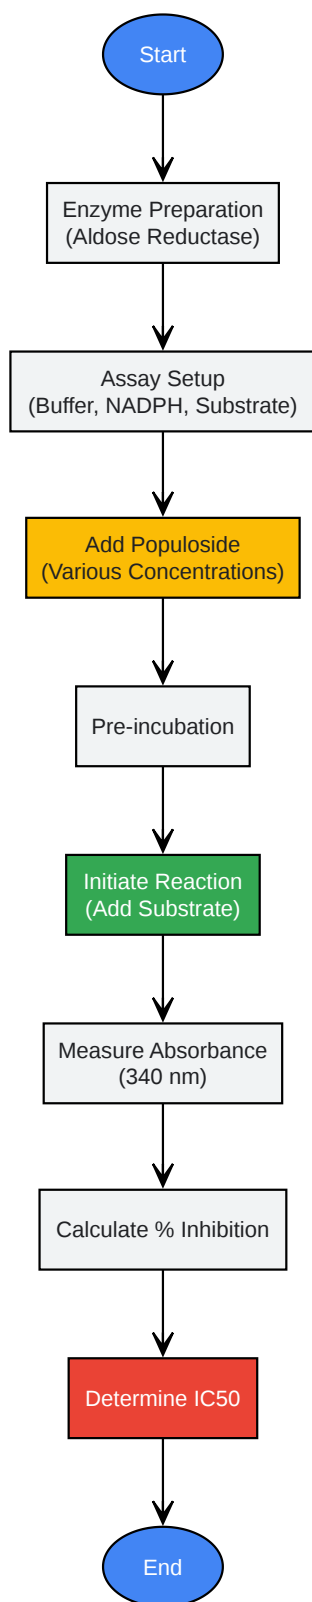 Start
Enzyme Preparation
(Aldose Reductase)
Assay Setup
(Buffer, NADPH, Substrate)
Add Populoside
(Various Concentrations)
Pre-incubation
Initiate Reaction
(Add Substrate)
Measure Absorbance
(340 nm)
Calculate % Inhibition
Determine IC50
End